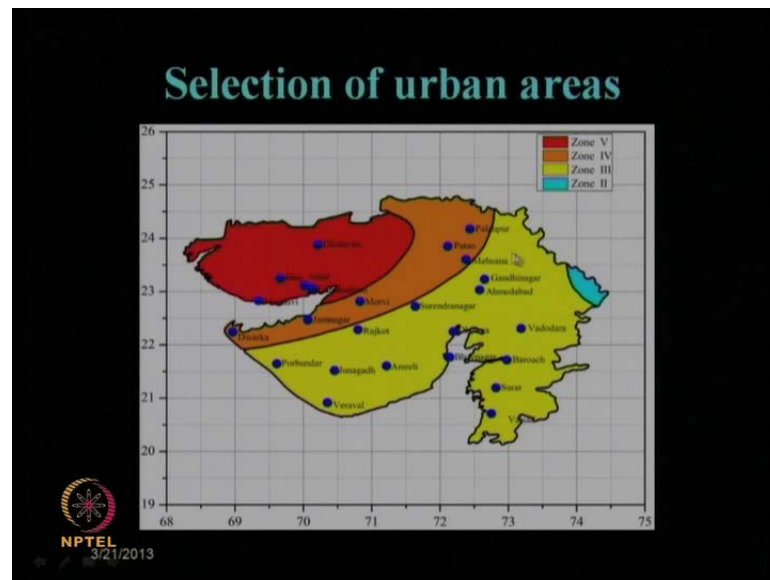 Selection of urban areas
26
Zone V
Zone IV
Zone III
Zone II
25
24
Palanpur
Dholavira
Patan
Mehsana
Gandhinagar
23
Ahmedabad
Morvi
Surendranagar
Jamnagar
22
Dwarka
Rajkot
Vadodara
Baroach
Porbundar
Junagadh
Amreli
Surat
21
Veraval
20
19
68 69 70 71 72 73 74 75
NPTEL
3/21/2013